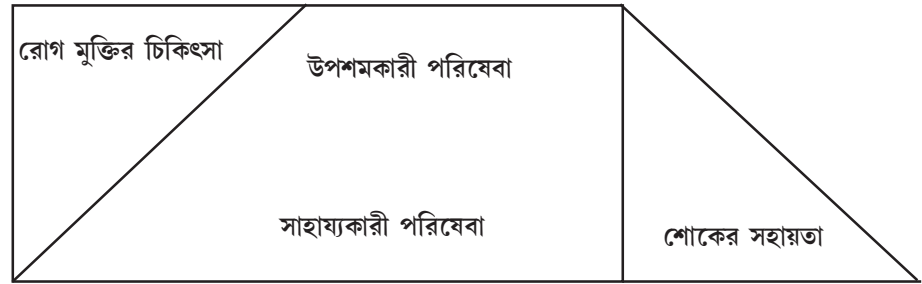 রোগ মুক্তির চিকিৎসা
উপশমকারী পরিষেবা
সাহায্যকারী পরিষেবা
শোকের সহায়তা